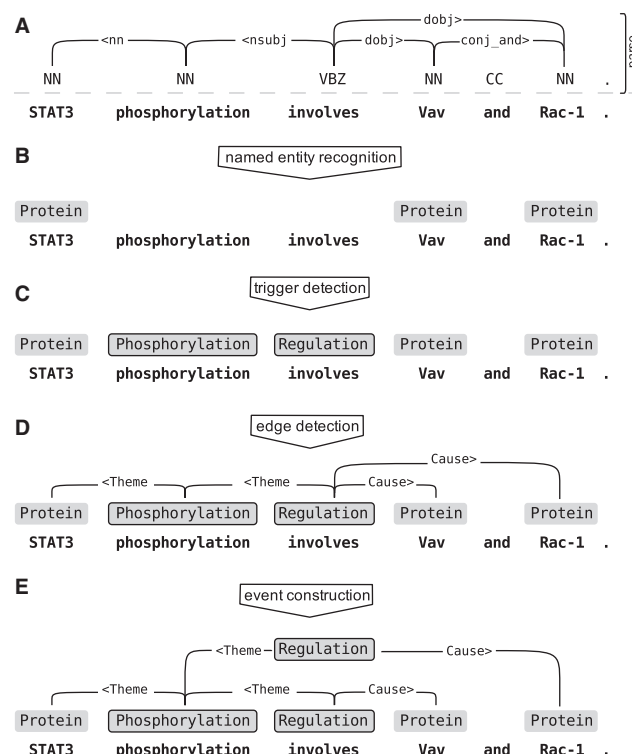 A
dobj>
<nn <nsubj dobj> conj_and>
NN NN VBZ NN CC NN .
STAT3 phosphorylation involves Vav and Rac-1 .
B
named entity recognition
Protein Protein Protein
STAT3 phosphorylation involves Vav and Rac-1 .
C
trigger detection
Protein Phosphorylation Regulation Protein Protein
STAT3 phosphorylation involves Vav and Rac-1 .
D
edge detection
Cause>
<Theme <Theme Cause>
Protein Phosphorylation Regulation Protein Protein
STAT3 phosphorylation involves Vav and Rac-1 .
E
event construction
<Theme Regulation Cause>
<Theme <Theme Cause>
Protein Phosphorylation Regulation Protein Protein
STAT3 phosphorylation involves Vav and Rac-1 .